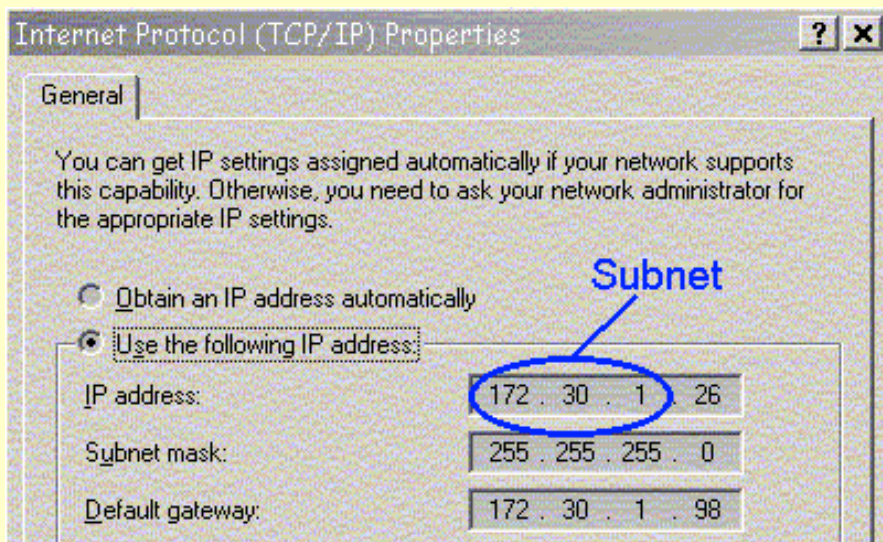 Internet Protocol (TCP/IP) Properties ? X
General
You can get IP settings assigned automatically if your network supports
this capability. Otherwise, you need to ask your network administrator for
the appropriate IP settings.
Subnet
Obtain an IP address automatically
Use the following IP address:
IP address: 172 . 30 . 1 . 26
Subnet mask: 255 . 255 . 255 . 0
Default gateway: 172 . 30 . 1 . 98